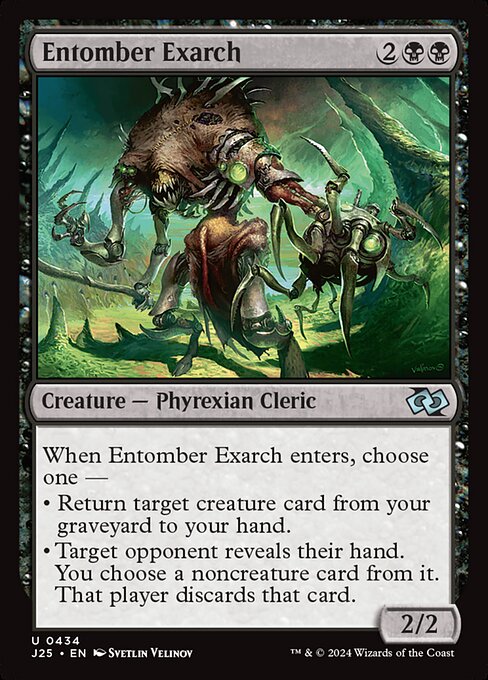 Entomber Exarch 2
Velinov
Creature — Phyrexian Cleric
When Entomber Exarch enters, choose
one —
• Return target creature card from your
graveyard to your hand.
• Target opponent reveals their hand.
You choose a noncreature card from it.
That player discards that card.
2/2
U 0434
J25 • EN Svetlin Velinov
™ & © 2024 Wizards of the Coast